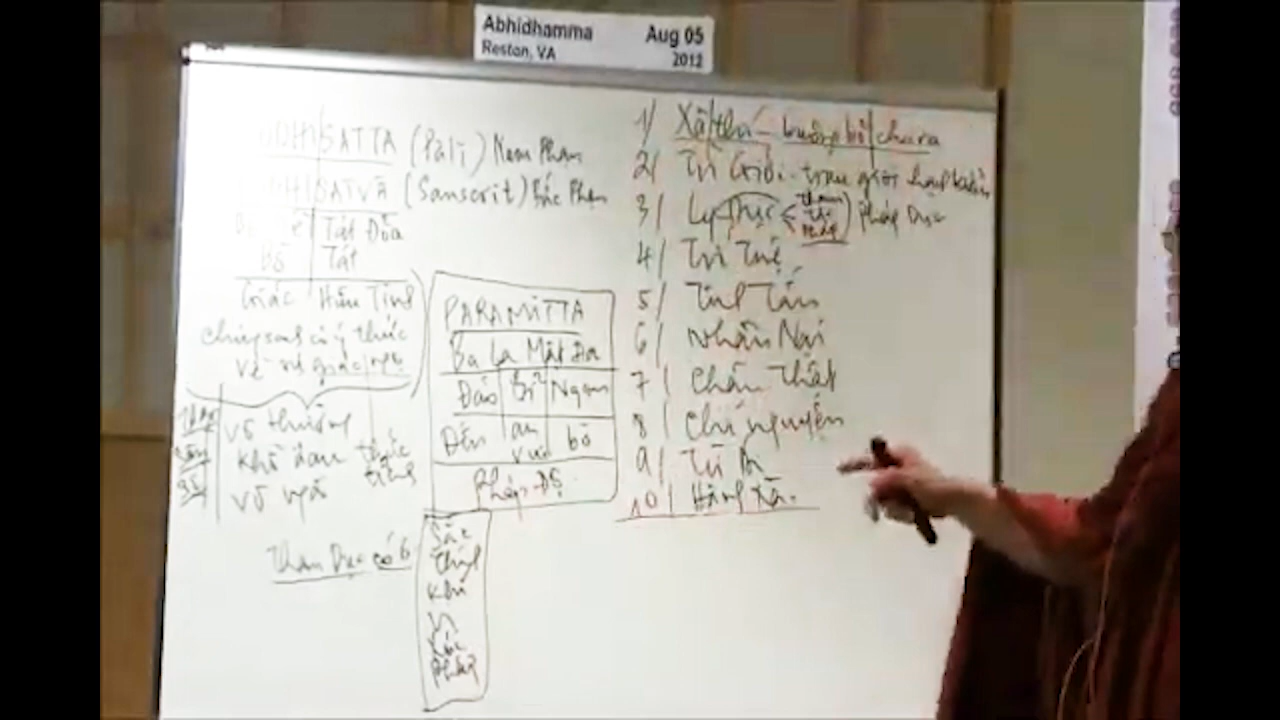 Abhidhamma Aug 05
Reston, VA 2012
SATTA (Pali) Nam Phạn
SATVĀ (Sanscrit) Bắc Phạn
Tát Đỏa
Bồ Tát
Giác Hữu Tình
chúng sanh có ý thức
về sự giác ngộ
vô thường
khổ đau thức tỉnh
vô ngã
Tham Dục có 6
PARAMITTA
Ba La Mật Đa
Đáo Bỉ Ngạn
Đến bờ
Pháp Độ
Sắc
Thinh
Khí
Vị
Xúc
Pháp
1/ Xả thí - buông bỏ chưa
2/ Trì Giới -
3/ Ly Dục Pháp Dục
4/ Trí Tuệ
5/ Tinh Tấn
6/ Nhẫn Nại
7/ Chân Thật
8/ Chí nguyện
9/ Từ Bi
10/ Hành Xả.